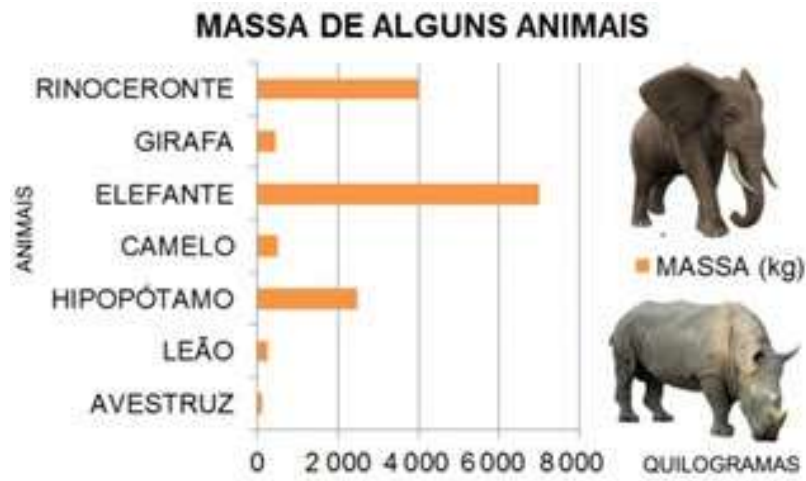 MASSA DE ALGUNS ANIMAIS
RINOCERONTE
GIRAFA
ELEFANTE
CAMELO
HIPOPÓTAMO
LEÃO
AVESTRUZ
ANIMAIS
0 2 000 4 000 6 000 8 000
MASSA (kg)
QUILOGRAMAS